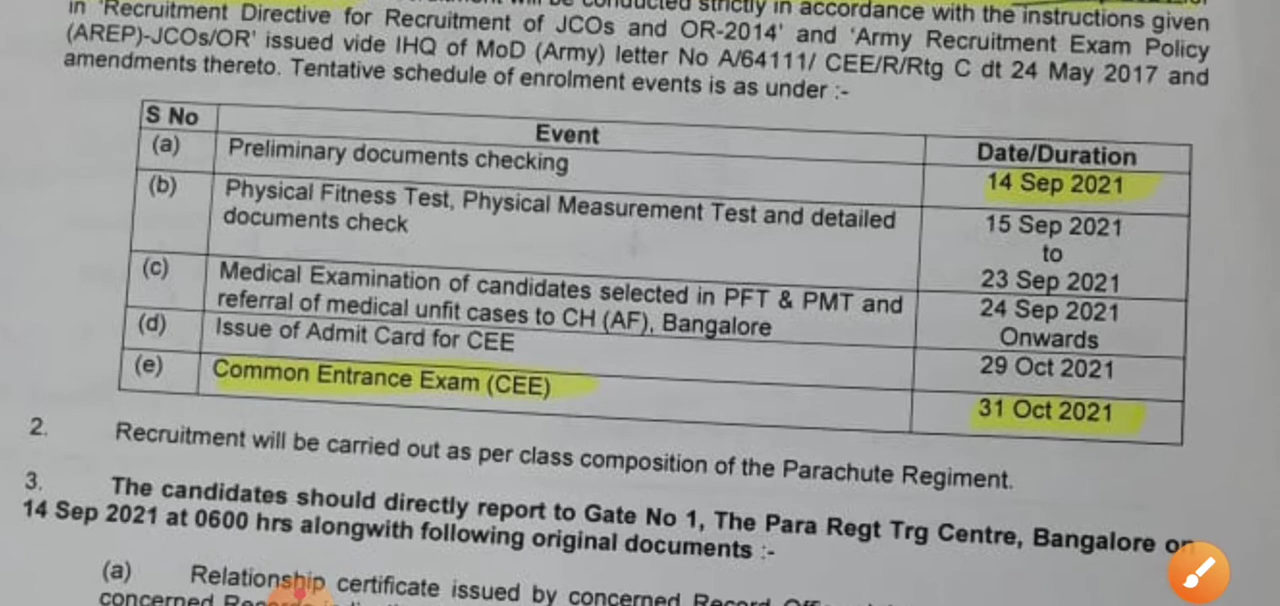 in 'Recruitment Directive for Recruitment of JCOs and OR-2014' and 'Army Recruitment Exam Policy
(AREP)-JCOs/OR' issued vide IHQ of MoD (Army) letter No A/64111/ CEE/R/Rtg C dt 24 May 2017 and
amendments thereto. Tentative schedule of enrolment events is as under :-
S No Event Date/Duration
(a) Preliminary documents checking 14 Sep 2021
(b) Physical Fitness Test, Physical Measurement Test and detailed 15 Sep 2021
documents check to
23 Sep 2021
(c) Medical Examination of candidates selected in PFT & PMT and 24 Sep 2021
referral of medical unfit cases to CH (AF), Bangalore Onwards
(d) Issue of Admit Card for CEE 29 Oct 2021
(e) Common Entrance Exam (CEE) 31 Oct 2021
2. Recruitment will be carried out as per class composition of the Parachute Regiment.
3. The candidates should directly report to Gate No 1, The Para Regt Trg Centre, Bangalore on
14 Sep 2021 at 0600 hrs alongwith following original documents :-
(a) Relationship certificate issued by concerned Record
concerned